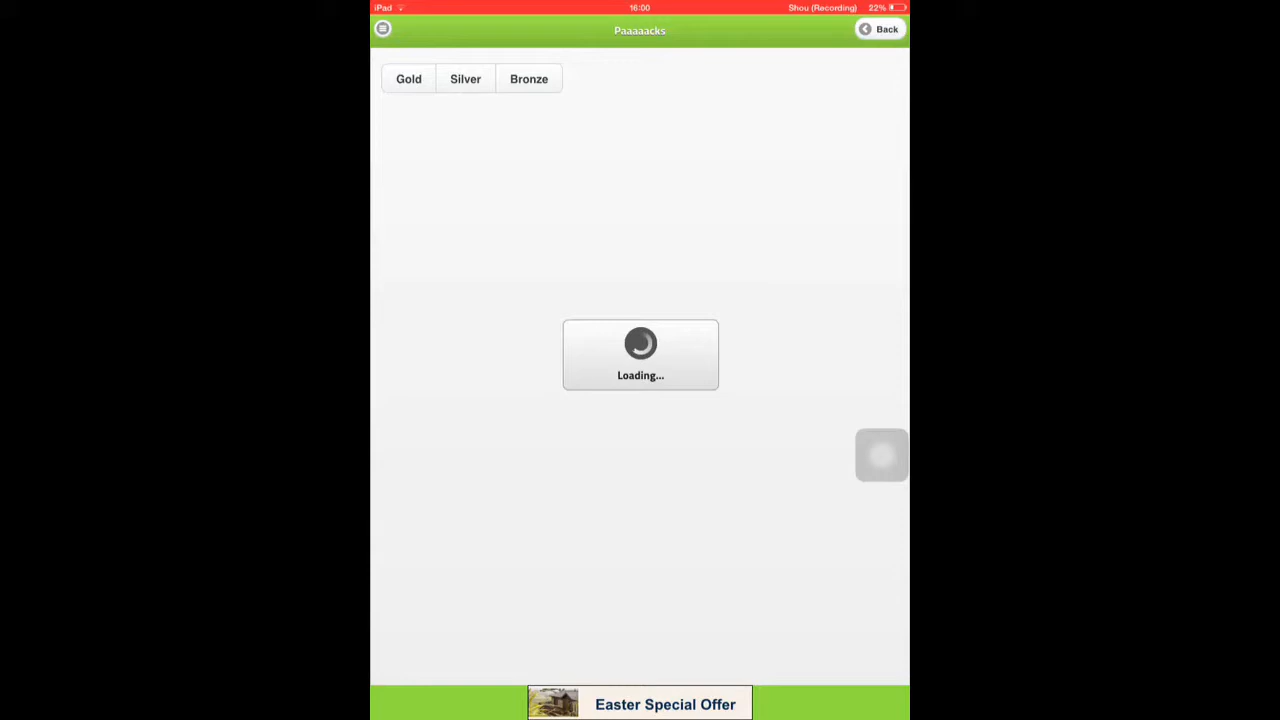 iPad 16:00 Shou (Recording) 22%
Paaaaacks
Back
Gold Silver Bronze
Loading...
Easter Special Offer